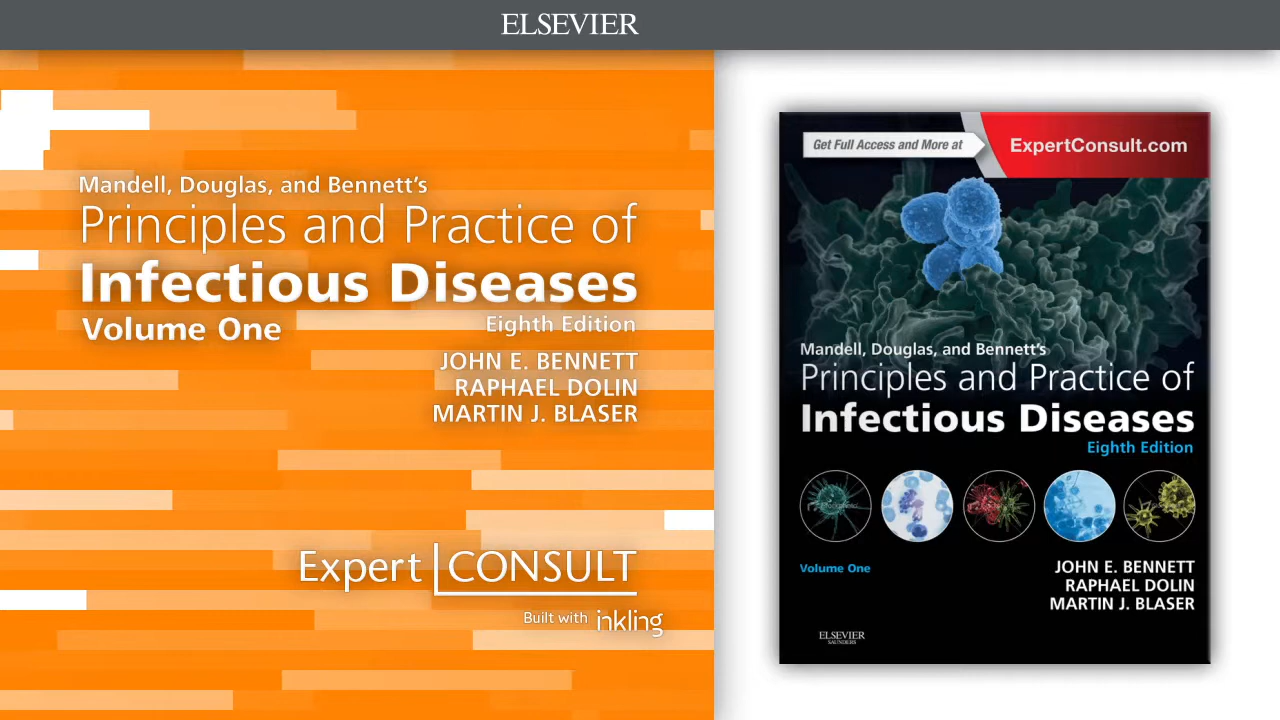 ELSEVIER
Mandell, Douglas, and Bennett's
Principles and Practice of
Infectious Diseases
Volume One
Eighth Edition
JOHN E. BENNETT
RAPHAEL DOLIN
MARTIN J. BLASER
Expert CONSULT
Built with inkling
Get Full Access and More at
ExpertConsult.com
Mandell, Douglas, and Bennett's
Principles and Practice of
Infectious Diseases
Eighth Edition
Volume One
JOHN E. BENNETT
RAPHAEL DOLIN
MARTIN J. BLASER
ELSEVIER
SAUNDERS